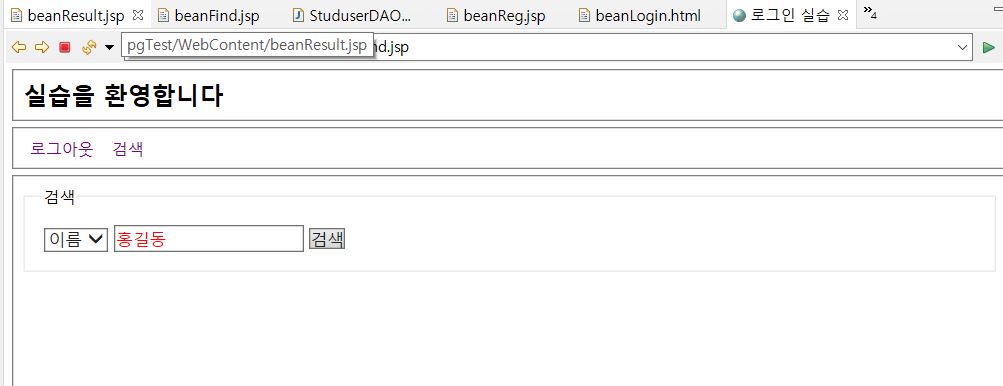 beanResult.jsp beanFind.jsp StuduserDAO... beanReg.jsp beanLogin.html 로그인 실습 4
pgTest/WebContent/beanResult.jsp nd.jsp
실습을 환영합니다
로그아웃 검색
검색
이름 홍길동 검색